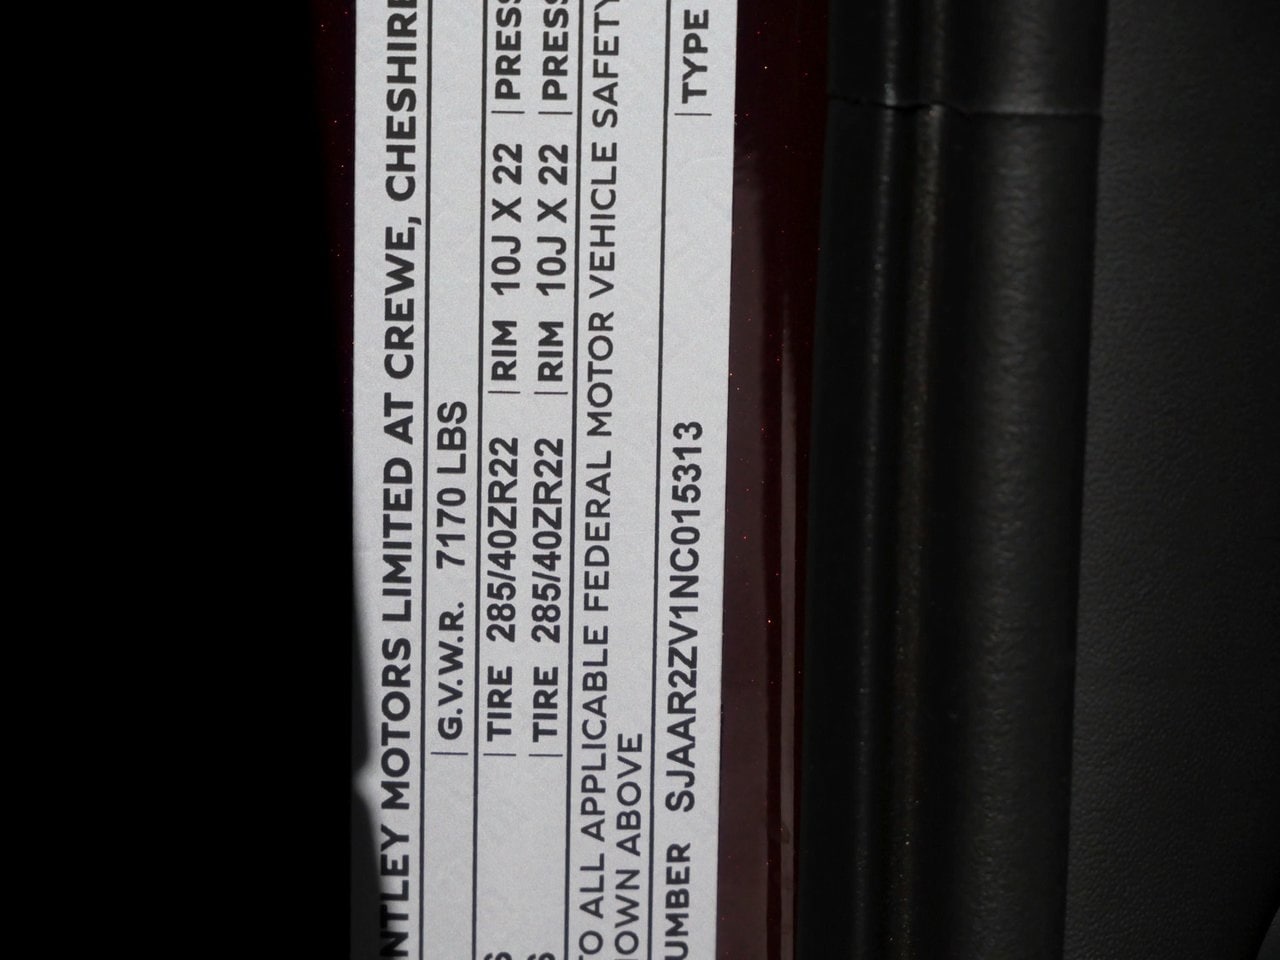 NTLEY MOTORS LIMITED AT CREWE, CHESHIRE
G.V.W.R. 7170 LBS
TIRE 285/40ZR22 RIM 10J X 22 PRESS
TIRE 285/40ZR22 RIM 10J X 22 PRESS
TO ALL APPLICABLE FEDERAL MOTOR VEHICLE SAFETY
OWN ABOVE
UMBER SJAAR2ZV1NC015313 TYPE